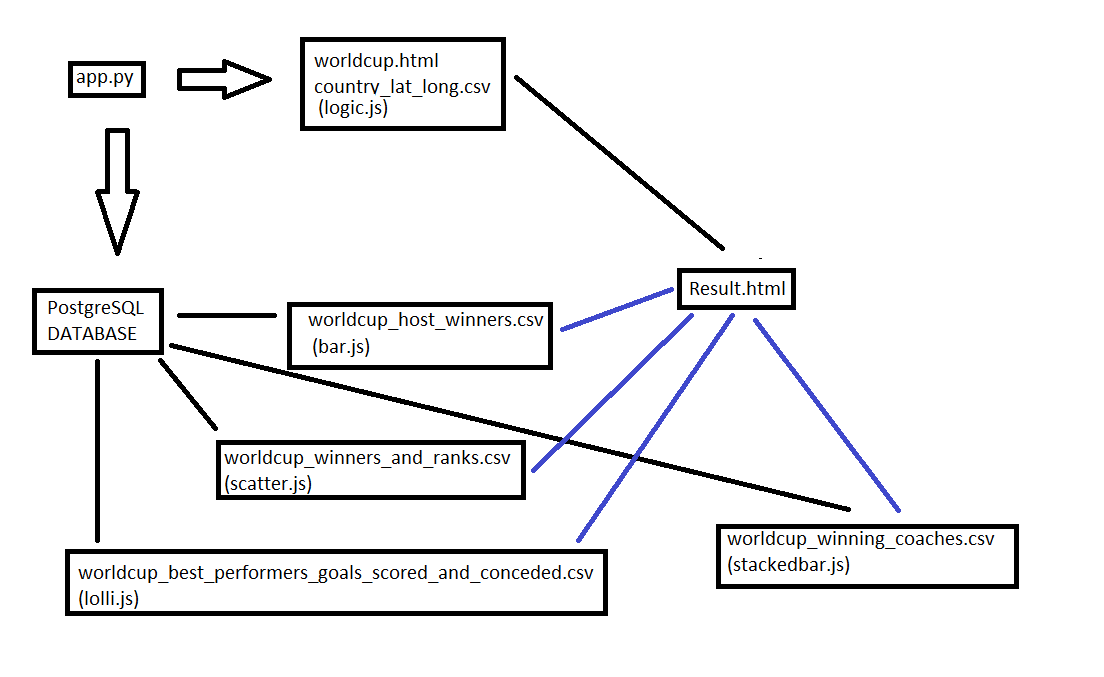 app.py
worldcup.html
country_lat_long.csv
(logic.js)
PostgreSQL
DATABASE
Result.html
worldcup_host_winners.csv
(bar.js)
worldcup_winners_and_ranks.csv
(scatter.js)
worldcup_winning_coaches.csv
(stackedbar.js)
worldcup_best_performers_goals_scored_and_conceded.csv
(lolli.js)